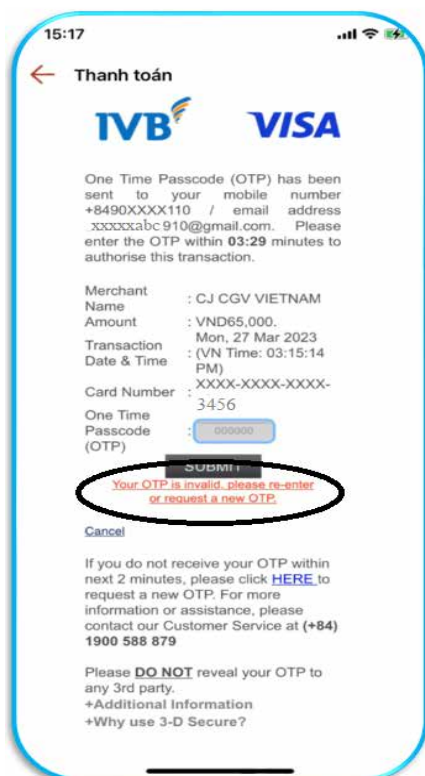 15:17
← Thanh toán
IVB VISA
One Time Passcode (OTP) has been
sent to your mobile number
+8490XXXX110 / email address
_xxxxxabc910@gmail.com. Please
enter the OTP within 03:29 minutes to
authorise this transaction.
Merchant
Name : CJ CGV VIETNAM
Amount : VND65,000.
Transaction
Date & Time : Mon, 27 Mar 2023
(VN Time: 03:15:14
PM)
Card Number : XXXX-XXXX-XXXX-
3456
One Time
Passcode
(OTP) : 000000
SUBMIT
Your OTP is invalid, please re-enter
or request a new OTP.
Cancel
If you do not receive your OTP within
next 2 minutes, please click HERE to
request a new OTP. For more
information or assistance, please
contact our Customer Service at (+84)
1900 588 879
Please DO NOT reveal your OTP to
any 3rd party.
+Additional Information
+Why use 3-D Secure?